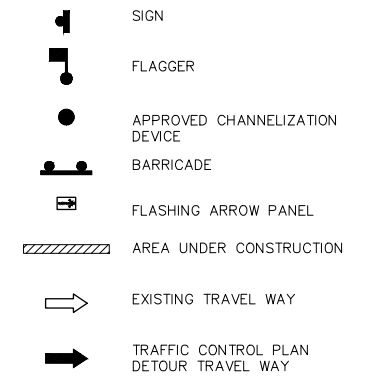 SIGN
FLAGGER
APPROVED CHANNELIZATION
DEVICE
BARRICADE
FLASHING ARROW PANEL
AREA UNDER CONSTRUCTION
EXISTING TRAVEL WAY
TRAFFIC CONTROL PLAN
DETOUR TRAVEL WAY